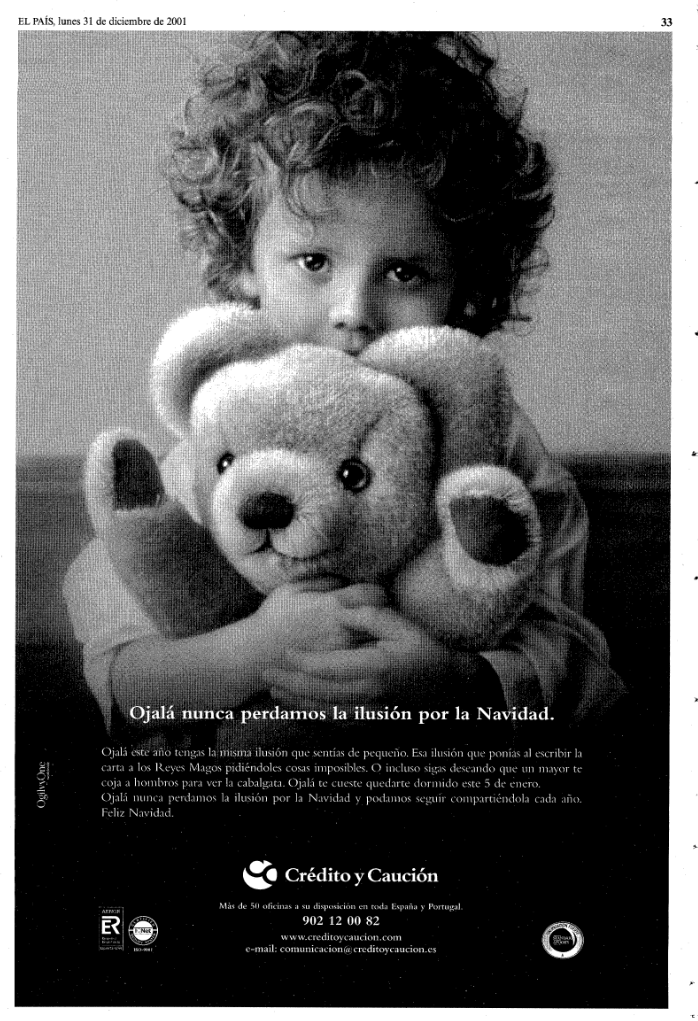 EL PAÍS, lunes 31 de diciembre de 2001
33
Ojalá nunca perdamos la ilusión por la Navidad.
Ojalá este año tengas la misma ilusión que sentías de pequeño. Esa ilusión que ponías al escribir la
carta a los Reyes Magos pidiéndoles cosas imposibles. O incluso sigas deseando que un mayor te
coja a hombros para ver la cabalgata. Ojalá te cueste quedarte dormido este 5 de enero.
Ojalá nunca perdamos la ilusión por la Navidad y podamos seguir compartiéndola cada año.
Feliz Navidad.
OgilvyOne
Crédito y Caución
Más de 50 oficinas a su disposición en toda España y Portugal.
902 12 00 82
www.creditoycaucion.com
e-mail: comunicacion@creditoycaucion.es
AENOR
ER